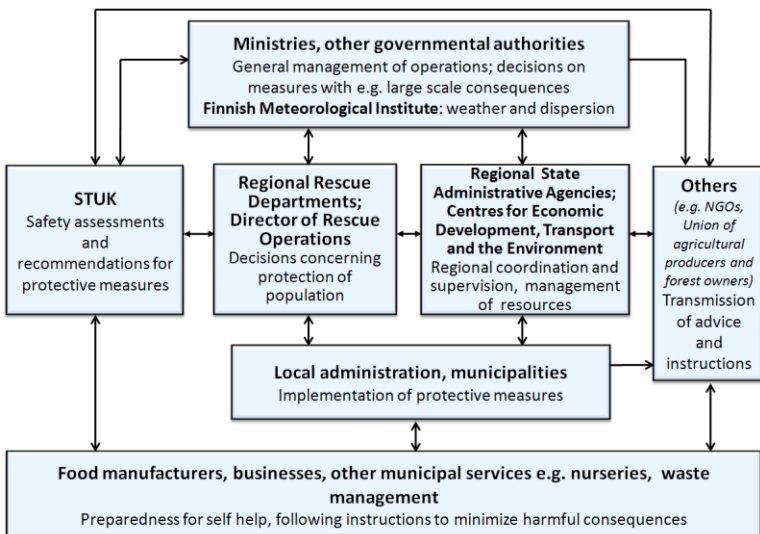 Ministries, other governmental authorities
General management of operations; decisions on
measures with e.g. large scale consequences
Finnish Meteorological Institute: weather and dispersion
STUK
Safety assessments
and
recommendations for
protective measures
Regional Rescue
Departments;
Director of Rescue
Operations
Decisions concerning
protection of
population
Regional State
Administrative Agencies;
Centres for Economic
Development, Transport
and the Environment
Regional coordination and
supervision, management
of resources
Others
(e.g. NGOs,
Union of
agricultural
producers and
forest owners)
Transmission
of advice
and
instructions
Local administration, municipalities
Implementation of protective measures
Food manufacturers, businesses, other municipal services e.g. nurseries, waste
management
Preparedness for self help, following instructions to minimize harmful consequences